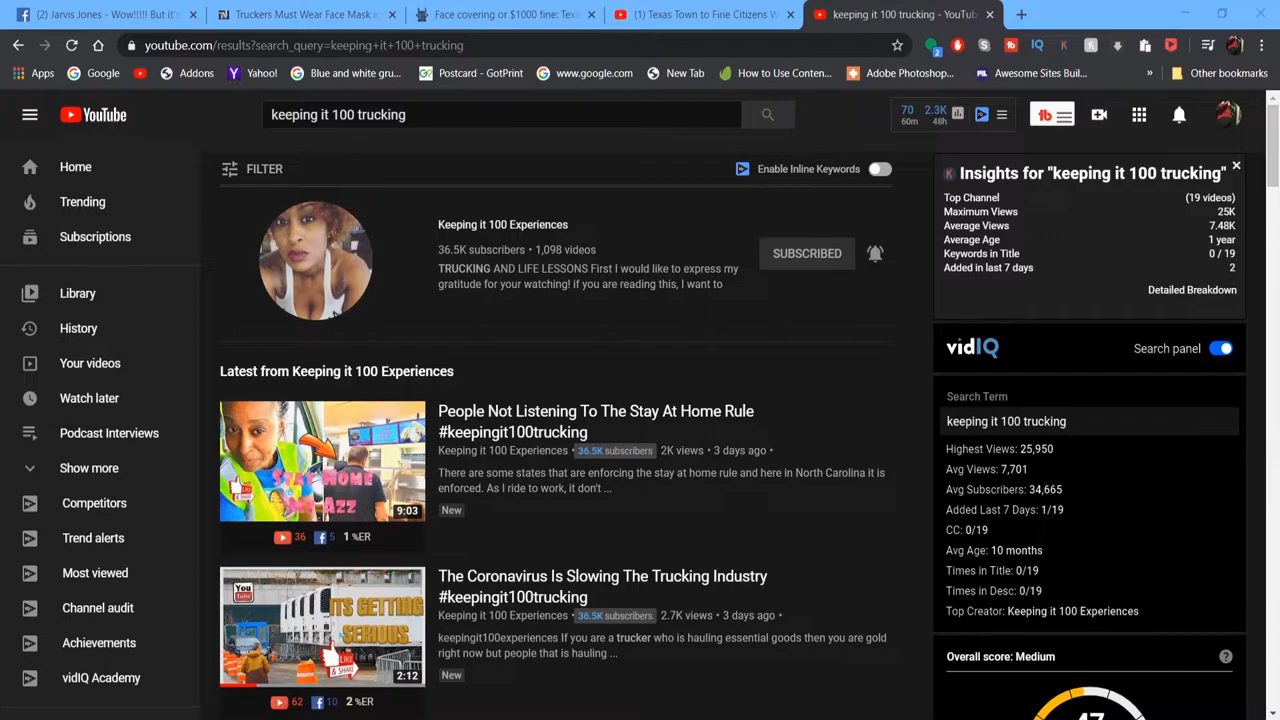 (2) Jarvis Jones - Wow!!!!! But it's
Truckers Must Wear Face Mask i
Face covering or $1000 fine: Tex
(1) Texas Town to Fine Citizens W
keeping it 100 trucking - YouTub
youtube.com/results?search_query=keeping+it+100+trucking
Apps
Google
Addons
Yahoo!
Blue and white gru...
Postcard - GotPrint
www.google.com
New Tab
How to Use Conten...
Adobe Photoshop...
Awesome Sites Buil...
»
Other bookmarks
YouTube
keeping it 100 trucking
70
60m
2.3K
48h
Home
Trending
Subscriptions
Library
History
Your videos
Watch later
Podcast Interviews
Show more
Competitors
Trend alerts
Most viewed
Channel audit
Achievements
vidIQ Academy
FILTER
Enable Inline Keywords
Keeping it 100 Experiences
36.5K subscribers • 1,098 videos
TRUCKING AND LIFE LESSONS First I would like to express my
gratitude for your watching! if you are reading this, I want to
SUBSCRIBED
Latest from Keeping it 100 Experiences
STAY HOME
AZZ
9:03
36
5
1 %ER
People Not Listening To The Stay At Home Rule
#keepingit100trucking
Keeping it 100 Experiences • 36.5K subscribers 2K views • 3 days ago •
There are some states that are enforcing the stay at home rule and here in North Carolina it is
enforced. As I ride to work, it don't ...
New
You
ITS GETTING
SERIOUS.
LIKE
& SHARE
2:12
62
10
2 %ER
The Coronavirus Is Slowing The Trucking Industry
#keepingit100trucking
Keeping it 100 Experiences • 36.5K subscribers 2.7K views • 3 days ago •
keepingit100experiences If you are a trucker who is hauling essential goods then you are gold
right now but people that is hauling ...
New
Insights for "keeping it 100 trucking"
Top Channel (19 videos)
Maximum Views 25K
Average Views 7.48K
Average Age 1 year
Keywords in Title 0 / 19
Added in last 7 days 2
Detailed Breakdown
vidIQ
Search panel
Search Term
keeping it 100 trucking
Highest Views: 25,950
Avg Views: 7,701
Avg Subscribers: 34,665
Added Last 7 Days: 1/19
CC: 0/19
Avg Age: 10 months
Times in Title: 0/19
Times in Desc: 0/19
Top Creator: Keeping it 100 Experiences
Overall score: Medium
47